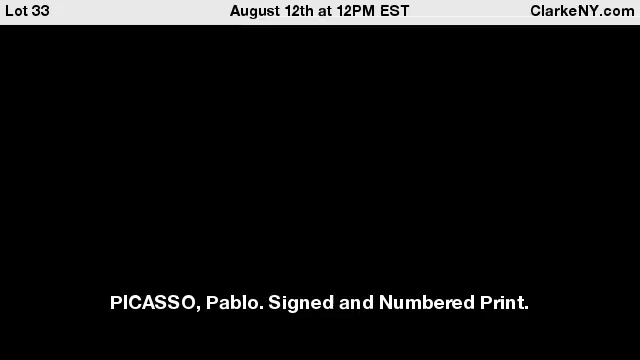 Lot 33
August 12th at 12PM EST
ClarkeNY.com
PICASSO, Pablo. Signed and Numbered Print.